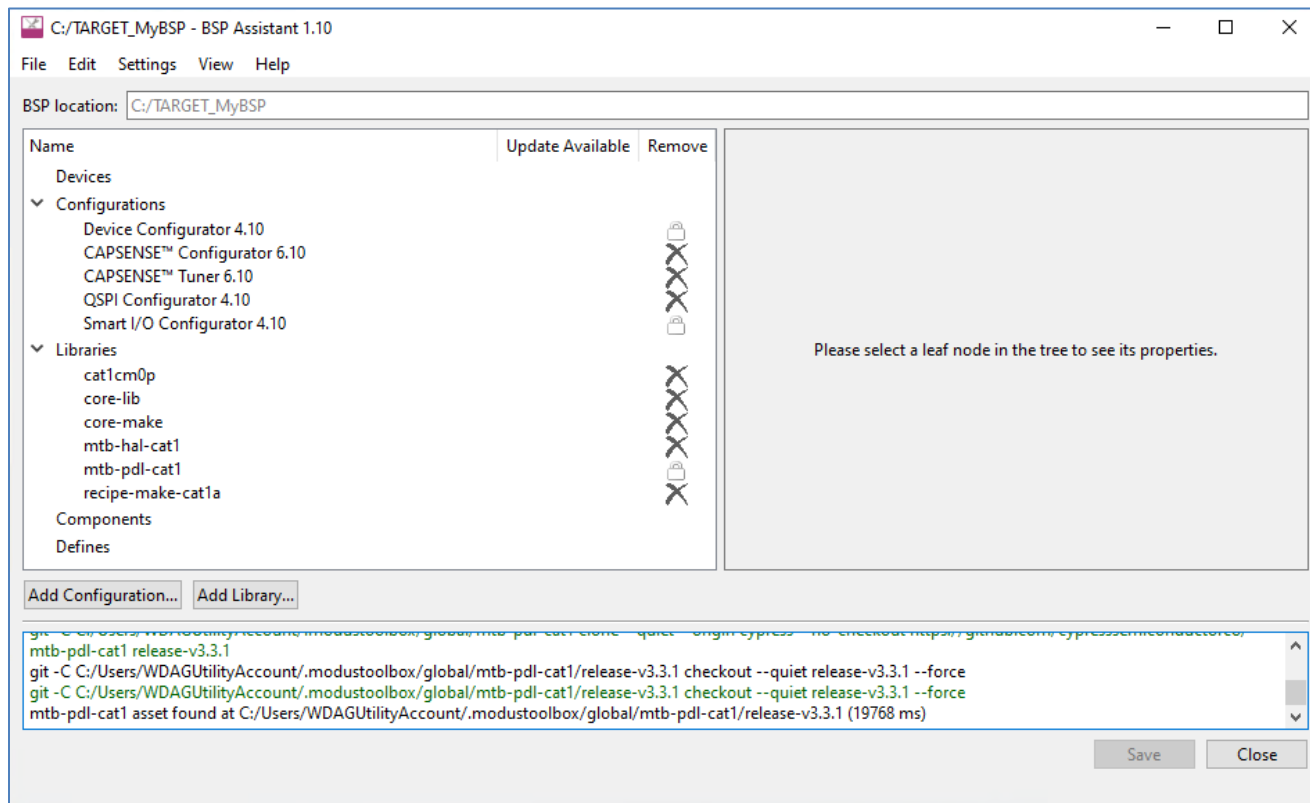 C:/TARGET_MyBSP - BSP Assistant 1.10
File Edit Settings View Help
BSP location: C:/TARGET_MyBSP
Name Update Available Remove
Devices
Configurations
Device Configurator 4.10
CAPSENSE™ Configurator 6.10
CAPSENSE™ Tuner 6.10
QSPI Configurator 4.10
Smart I/O Configurator 4.10
Libraries
cat1cm0p
core-lib
core-make
mtb-hal-cat1
mtb-pdl-cat1
recipe-make-cat1a
Components
Defines
Please select a leaf node in the tree to see its properties.
Add Configuration... Add Library...
mtb-pdl-cat1 release-v3.3.1
git -C C:/Users/WDAGUtilityAccount/.modustoolbox/global/mtb-pdl-cat1/release-v3.3.1 checkout --quiet release-v3.3.1 --force
git -C C:/Users/WDAGUtilityAccount/.modustoolbox/global/mtb-pdl-cat1/release-v3.3.1 checkout --quiet release-v3.3.1 --force
mtb-pdl-cat1 asset found at C:/Users/WDAGUtilityAccount/.modustoolbox/global/mtb-pdl-cat1/release-v3.3.1 (19768 ms)
Save Close